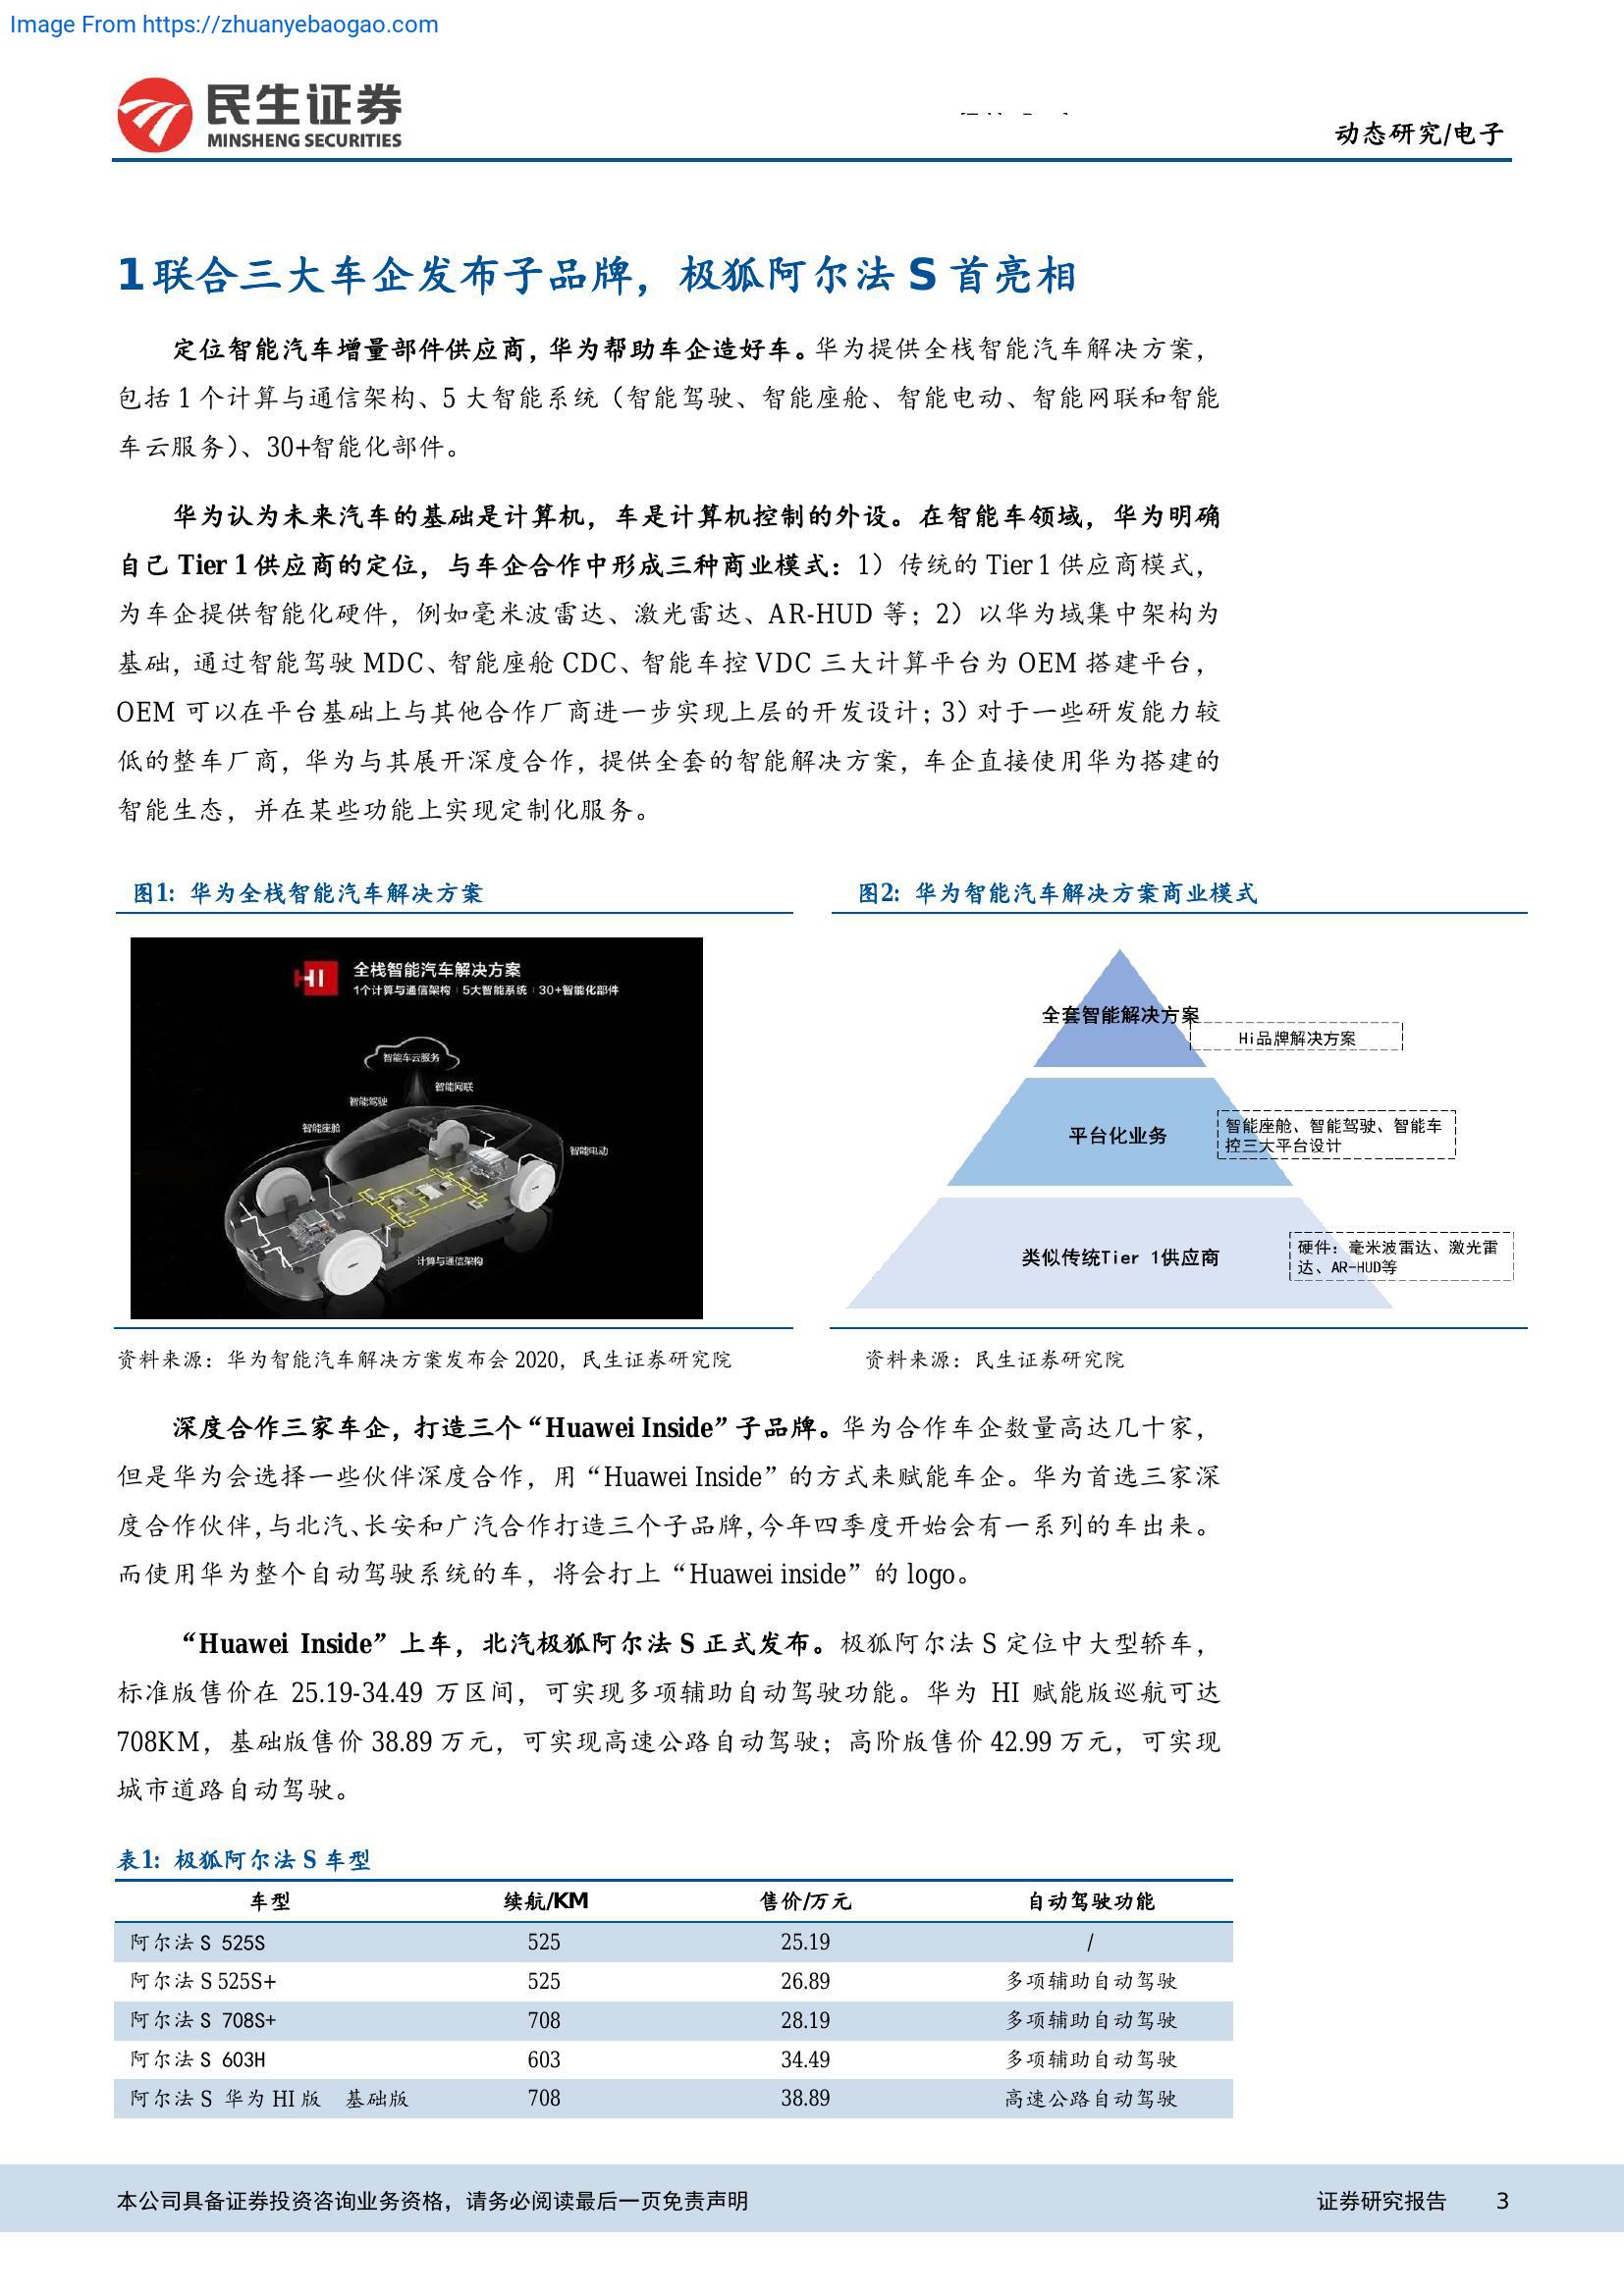 Image From https://zhuanyebaogao.com
民生证券
MINSHENG SECURITIES
动态研究/电子
1 联合三大车企发布子品牌，极狐阿尔法 S 首亮相
定位智能汽车增量部件供应商，华为帮助车企造好车。华为提供全栈智能汽车解决方案，
包括 1 个计算与通信架构、5 大智能系统（智能驾驶、智能座舱、智能电动、智能网联和智能
车云服务）、30+智能化部件。
华为认为未来汽车的基础是计算机，车是计算机控制的外设。在智能车领域，华为明确
自己 Tier 1 供应商的定位，与车企合作中形成三种商业模式：1）传统的 Tier 1 供应商模式，
为车企提供智能化硬件，例如毫米波雷达、激光雷达、AR-HUD 等；2）以华为域集中架构为
基础，通过智能驾驶 MDC、智能座舱 CDC、智能车控 VDC 三大计算平台为 OEM 搭建平台，
OEM 可以在平台基础上与其他合作厂商进一步实现上层的开发设计；3）对于一些研发能力较
低的整车厂商，华为与其展开深度合作，提供全套的智能解决方案，车企直接使用华为搭建的
智能生态，并在某些功能上实现定制化服务。
图1：华为全栈智能汽车解决方案
HI
全栈智能汽车解决方案
1个计算与通信架构 | 5大智能系统 | 30+智能化部件
智能车云服务
智能网联
智能驾驶
智能座舱
智能电动
计算与通信架构
资料来源：华为智能汽车解决方案发布会 2020，民生证券研究院
图2：华为智能汽车解决方案商业模式
全套智能解决方案
Hi品牌解决方案
平台化业务
智能座舱、智能驾驶、智能车
控三大平台设计
类似传统Tier 1供应商
硬件：毫米波雷达、激光雷
达、AR-HUD等
资料来源：民生证券研究院
深度合作三家车企，打造三个“Huawei Inside”子品牌。华为合作车企数量高达几十家，
但是华为会选择一些伙伴深度合作，用“Huawei Inside”的方式来赋能车企。华为首选三家深
度合作伙伴，与北汽、长安和广汽合作打造三个子品牌，今年四季度开始会有一系列的车出来。
而使用华为整个自动驾驶系统的车，将会打上“Huawei inside”的 logo。
“Huawei Inside”上车，北汽极狐阿尔法 S 正式发布。极狐阿尔法 S 定位中大型轿车，
标准版售价在 25.19-34.49 万区间，可实现多项辅助自动驾驶功能。华为 HI 赋能版巡航可达
708KM，基础版售价 38.89 万元，可实现高速公路自动驾驶；高阶版售价 42.99 万元，可实现
城市道路自动驾驶。
表1：极狐阿尔法 S 车型
车型 续航/KM 售价/万元 自动驾驶功能
阿尔法 S 525S 525 25.19 /
阿尔法 S 525S+ 525 26.89 多项辅助自动驾驶
阿尔法 S 708S+ 708 28.19 多项辅助自动驾驶
阿尔法 S 603H 603 34.49 多项辅助自动驾驶
阿尔法 S 华为 HI 版 基础版 708 38.89 高速公路自动驾驶
本公司具备证券投资咨询业务资格，请务必阅读最后一页免责声明 证券研究报告 3